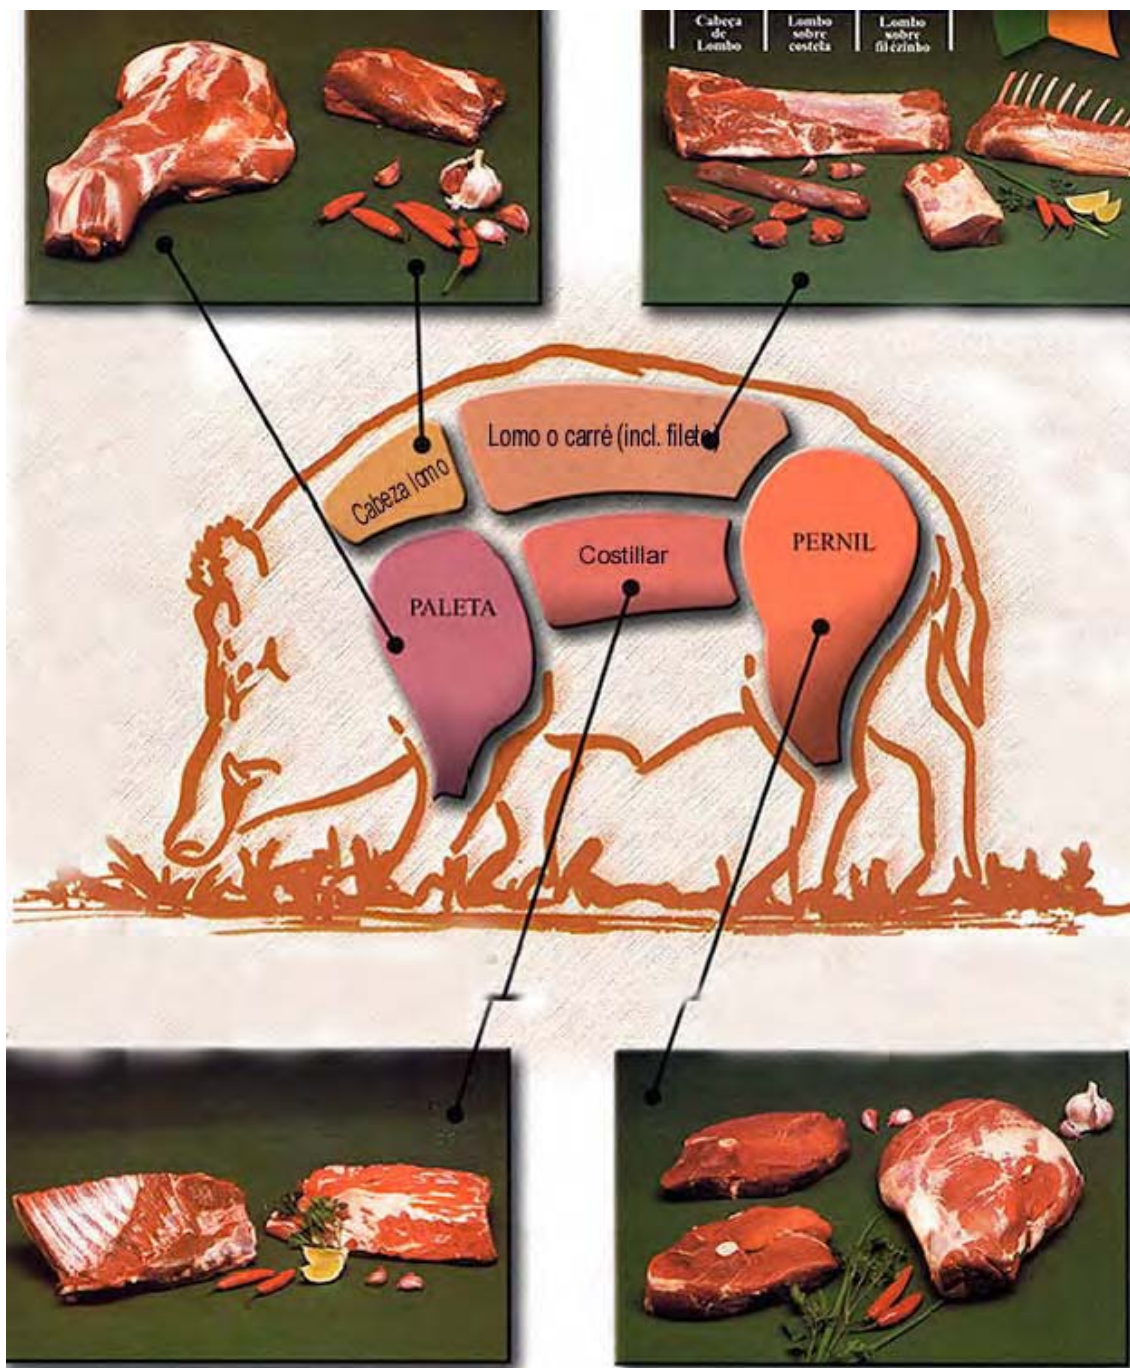 Cabeça
de
Lombo
Lombo
sobre
costela
Lombo
sobre
filézinho
Lomo o carré (incl. filete)
Cabeza lomo
Costillar
PERNIL
PALETA